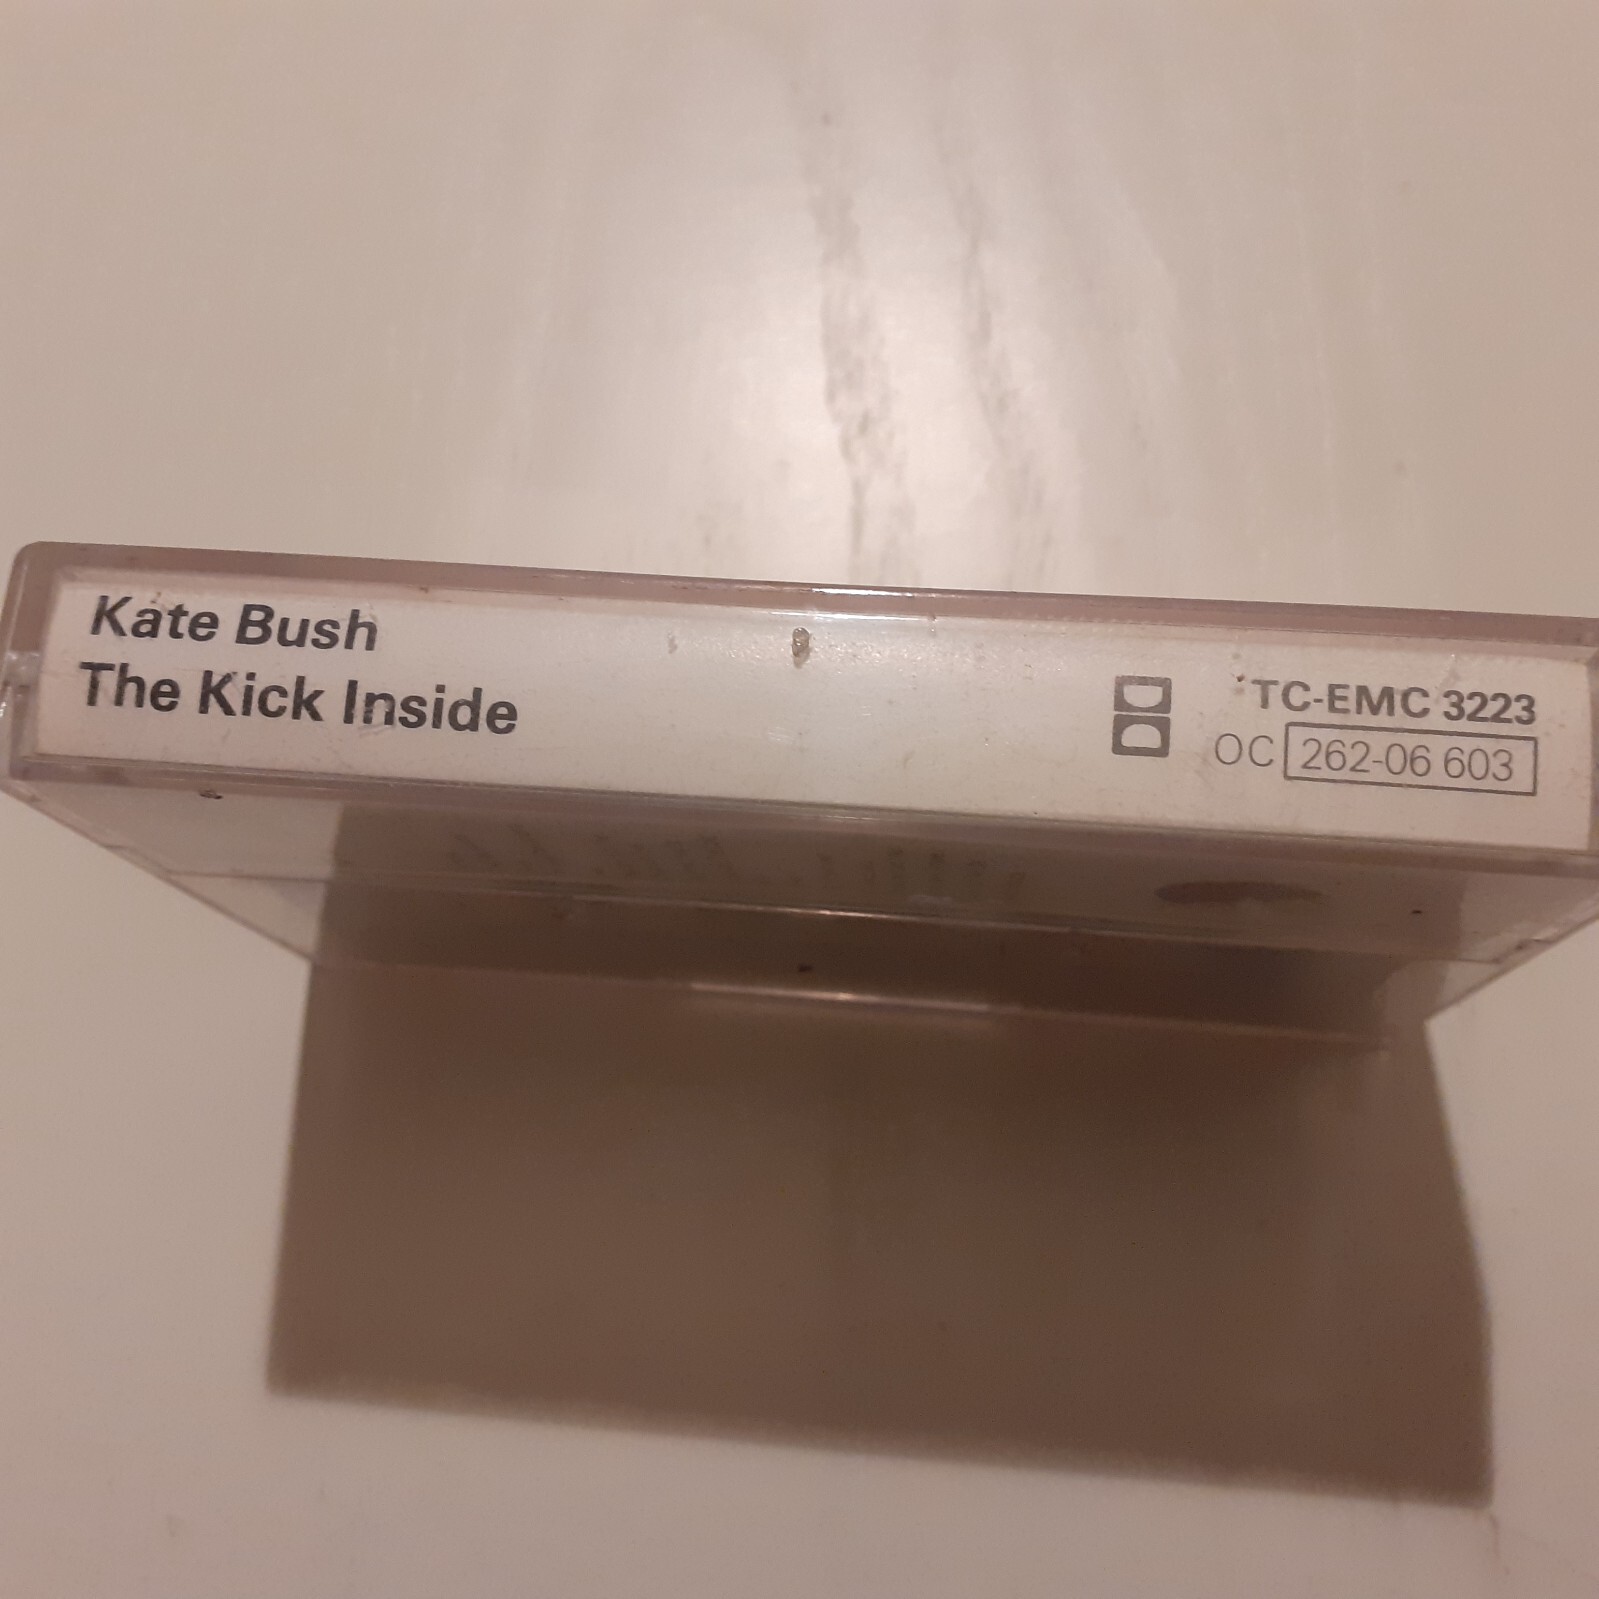 Kate Bush
The Kick Inside
TC-EMC 3223
OC 262-06 603